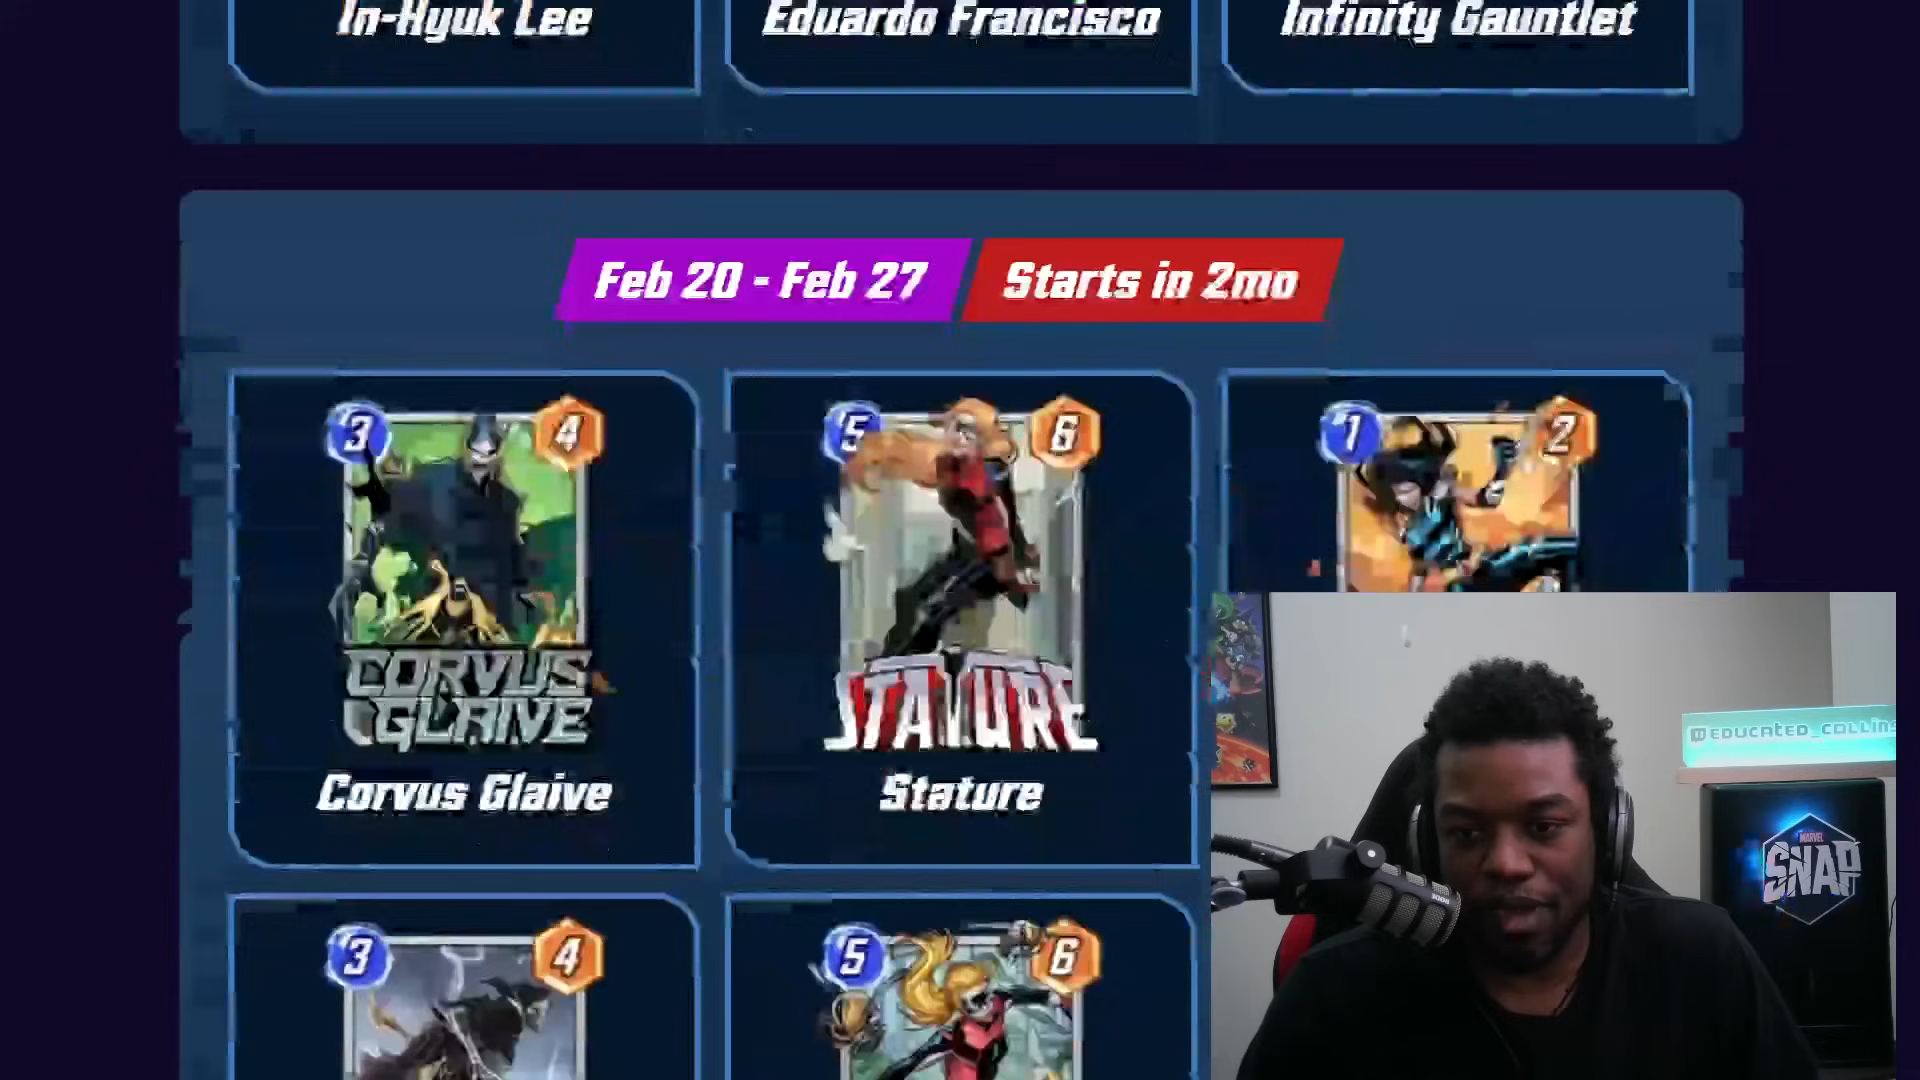 In-Hyuk Lee
Eduardo Francisco
Infinity Gauntlet
Feb 20 - Feb 27
Starts in 2mo
3
4
5
6
1
2
CORVUS
GLAIVE
STATURE
Corvus Glaive
Stature
@EDUCATED_COLLINS
MARVEL
SNAP
3
4
5
6